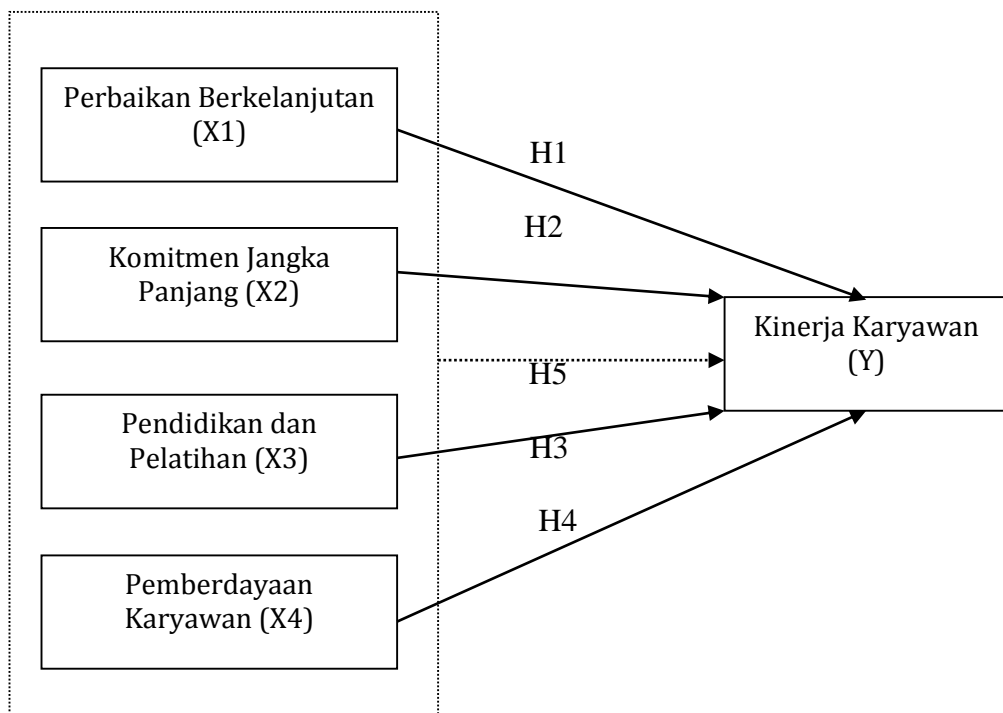 Perbaikan Berkelanjutan
(X1)
H1
H2
Komitmen Jangka
Panjang (X2)
Kinerja Karyawan
(Y)
H5
Pendidikan dan
Pelatihan (X3)
H3
H4
Pemberdayaan
Karyawan (X4)